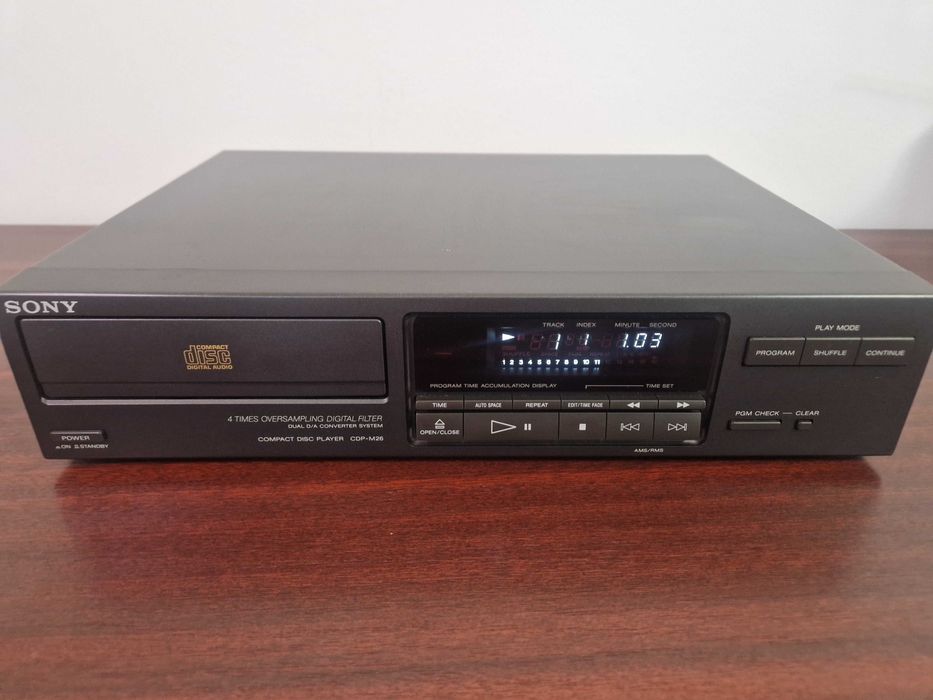 SONY
COMPACT
disc
DIGITAL AUDIO
4 TIMES OVERSAMPLING DIGITAL FILTER
DUAL D/A CONVERTER SYSTEM
COMPACT DISC PLAYER CDP-M26
POWER
ON STANDBY
TRACK INDEX MINUTE SECOND
1 1 1.03
1 2 3 4 5 6 7 8 9 10 11
PROGRAM TIME ACCUMULATION DISPLAY
TIME SET
TIME AUTO SPACE REPEAT EDIT/TIME FADE
OPEN/CLOSE
AMS/RMS
PLAY MODE
PROGRAM SHUFFLE CONTINUE
PGM CHECK CLEAR